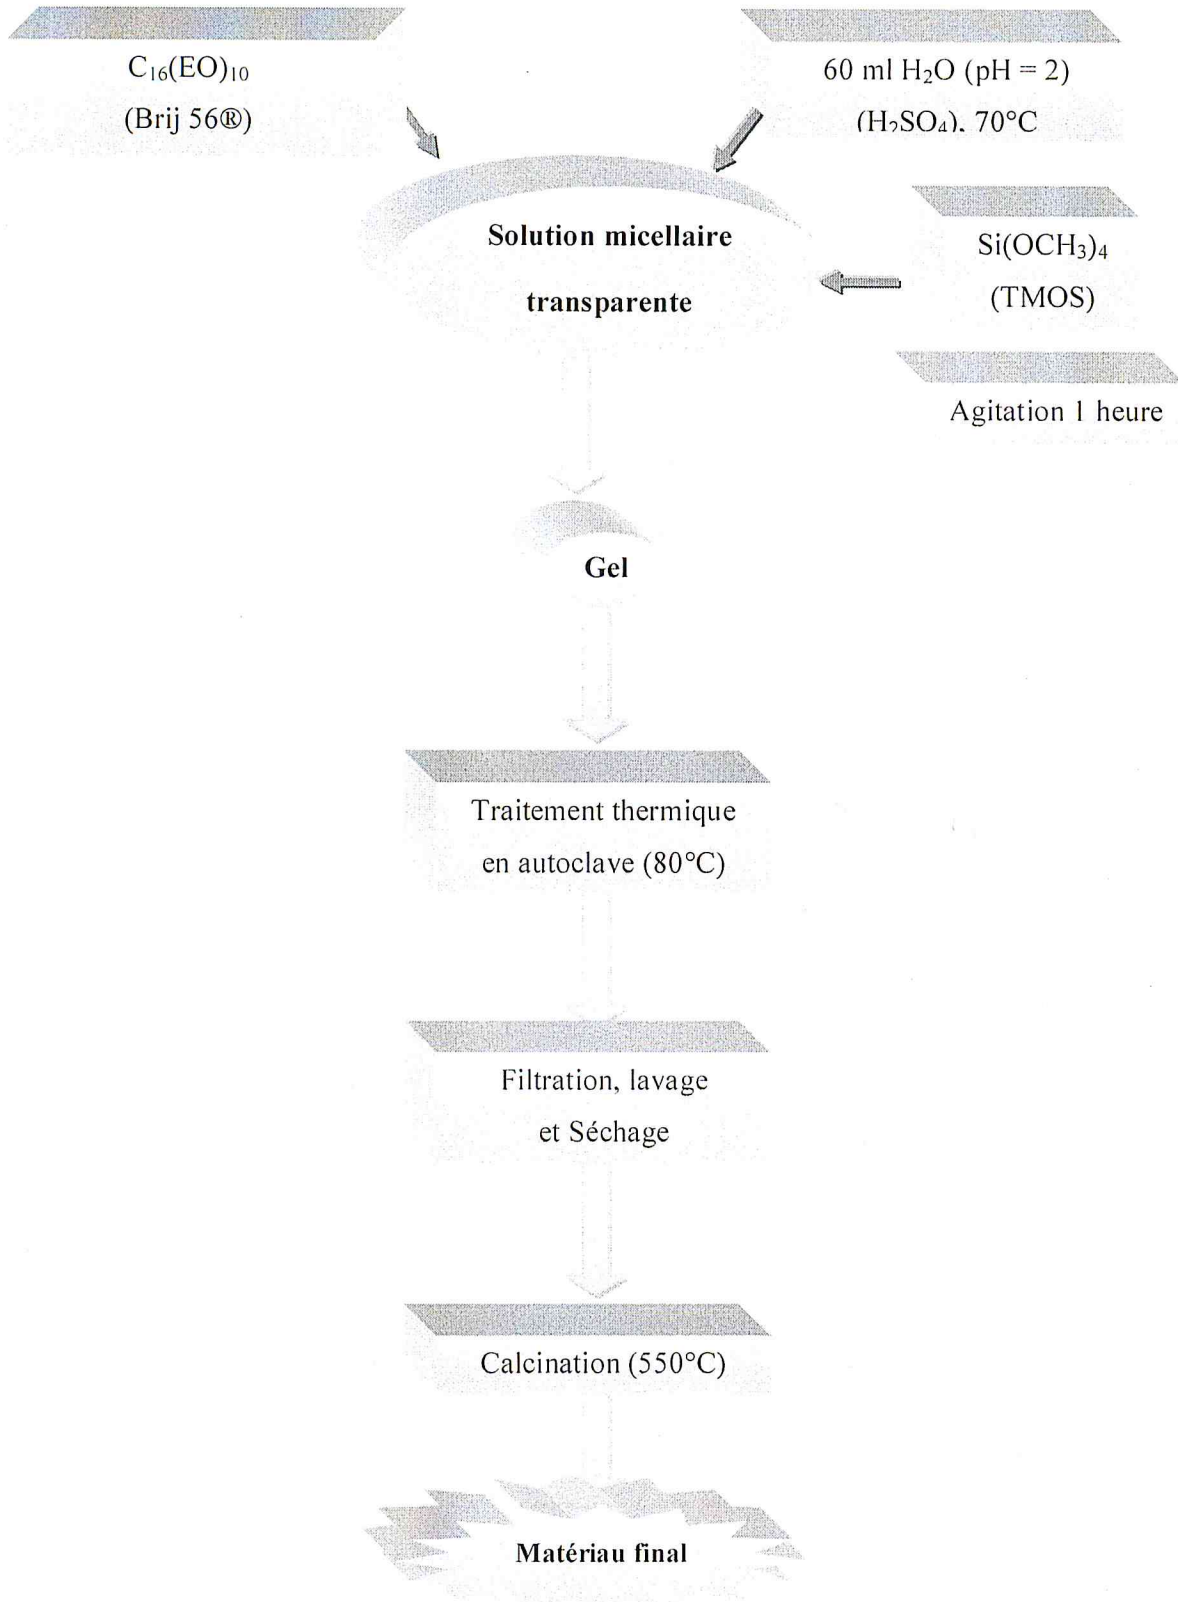 C₁₆(EO)₁₀
(Brij 56®)
60 ml H₂O (pH = 2)
(H₂SO₄), 70°C
Solution micellaire
transparente
Si(OCH₃)₄
(TMOS)
Agitation 1 heure
Gel
Traitement thermique
en autoclave (80°C)
Filtration, lavage
et Séchage
Calcination (550°C)
Matériau final